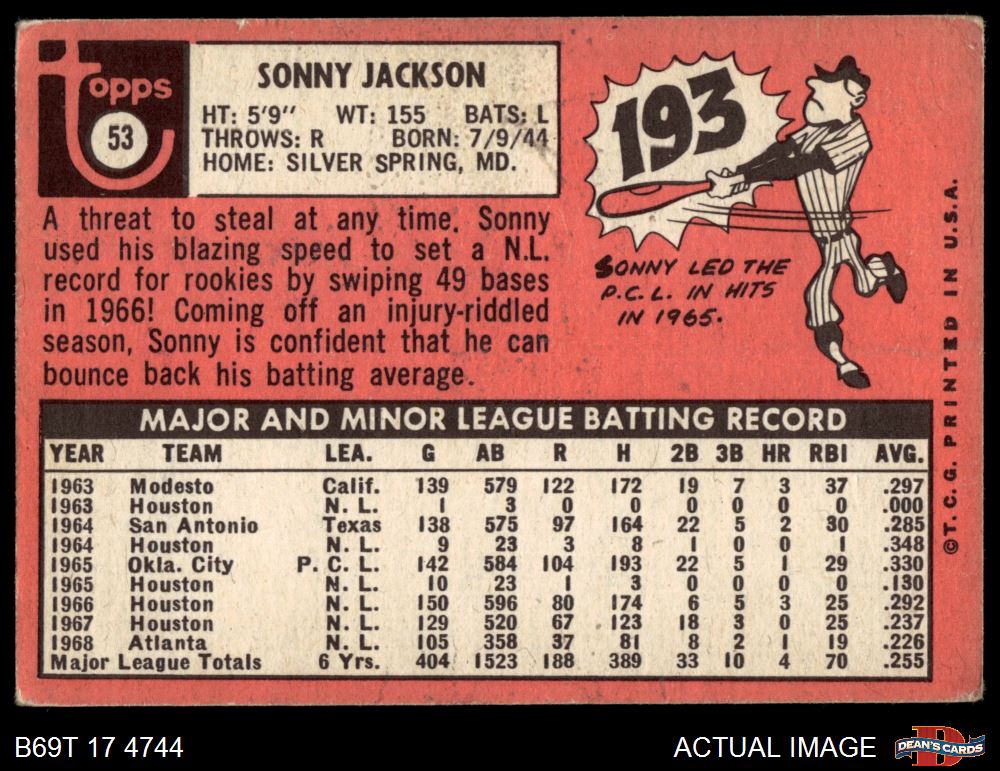 topps
53
SONNY JACKSON
HT: 5'9" WT: 155 BATS: L
THROWS: R BORN: 7/9/44
HOME: SILVER SPRING, MD.
A threat to steal at any time, Sonny
used his blazing speed to set a N.L.
record for rookies by swiping 49 bases
in 1966! Coming off an injury-riddled
season, Sonny is confident that he can
bounce back his batting average.
193
SONNY LED THE
P.C.L. IN HITS
IN 1965.
©T.C.G. PRINTED IN U.S.A.
MAJOR AND MINOR LEAGUE BATTING RECORD
YEAR TEAM LEA. G AB R H 2B 3B HR RBI AVG.
1963 Modesto Calif. 139 579 122 172 19 7 3 37 .297
1963 Houston N. L. 1 3 0 0 0 0 0 0 .000
1964 San Antonio Texas 138 575 97 164 22 5 2 30 .285
1964 Houston N. L. 9 23 3 8 1 0 0 1 .348
1965 Okla. City P. C. L. 142 584 104 193 22 5 1 29 .330
1965 Houston N. L. 10 23 1 3 0 0 0 0 .130
1966 Houston N. L. 150 596 80 174 6 5 3 25 .292
1967 Houston N. L. 129 520 67 123 18 3 0 25 .237
1968 Atlanta N. L. 105 358 37 81 8 2 1 19 .226
Major League Totals 6 Yrs. 404 1523 188 389 33 10 4 70 .255
B69T 17 4744
ACTUAL IMAGE
D
DEAN'S CARDS